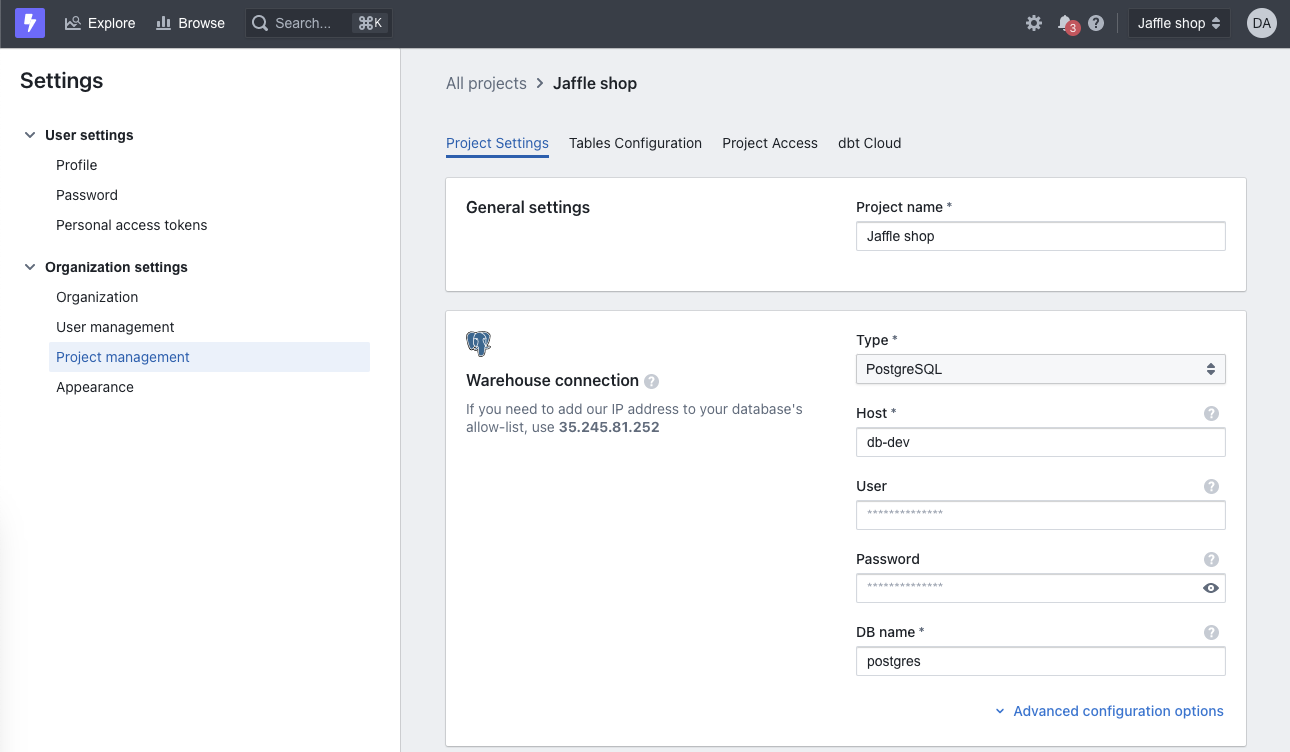 Explore Browse Search... ⌘K 3 Jaffle shop DA
Settings
User settings
Profile
Password
Personal access tokens
Organization settings
Organization
User management
Project management
Appearance
All projects > Jaffle shop
Project Settings Tables Configuration Project Access dbt Cloud
General settings
Project name *
Jaffle shop
Warehouse connection ?
If you need to add our IP address to your database's
allow-list, use 35.245.81.252
Type *
PostgreSQL
Host * ?
db-dev
User ?
**************
Password ?
**************
DB name * ?
postgres
Advanced configuration options